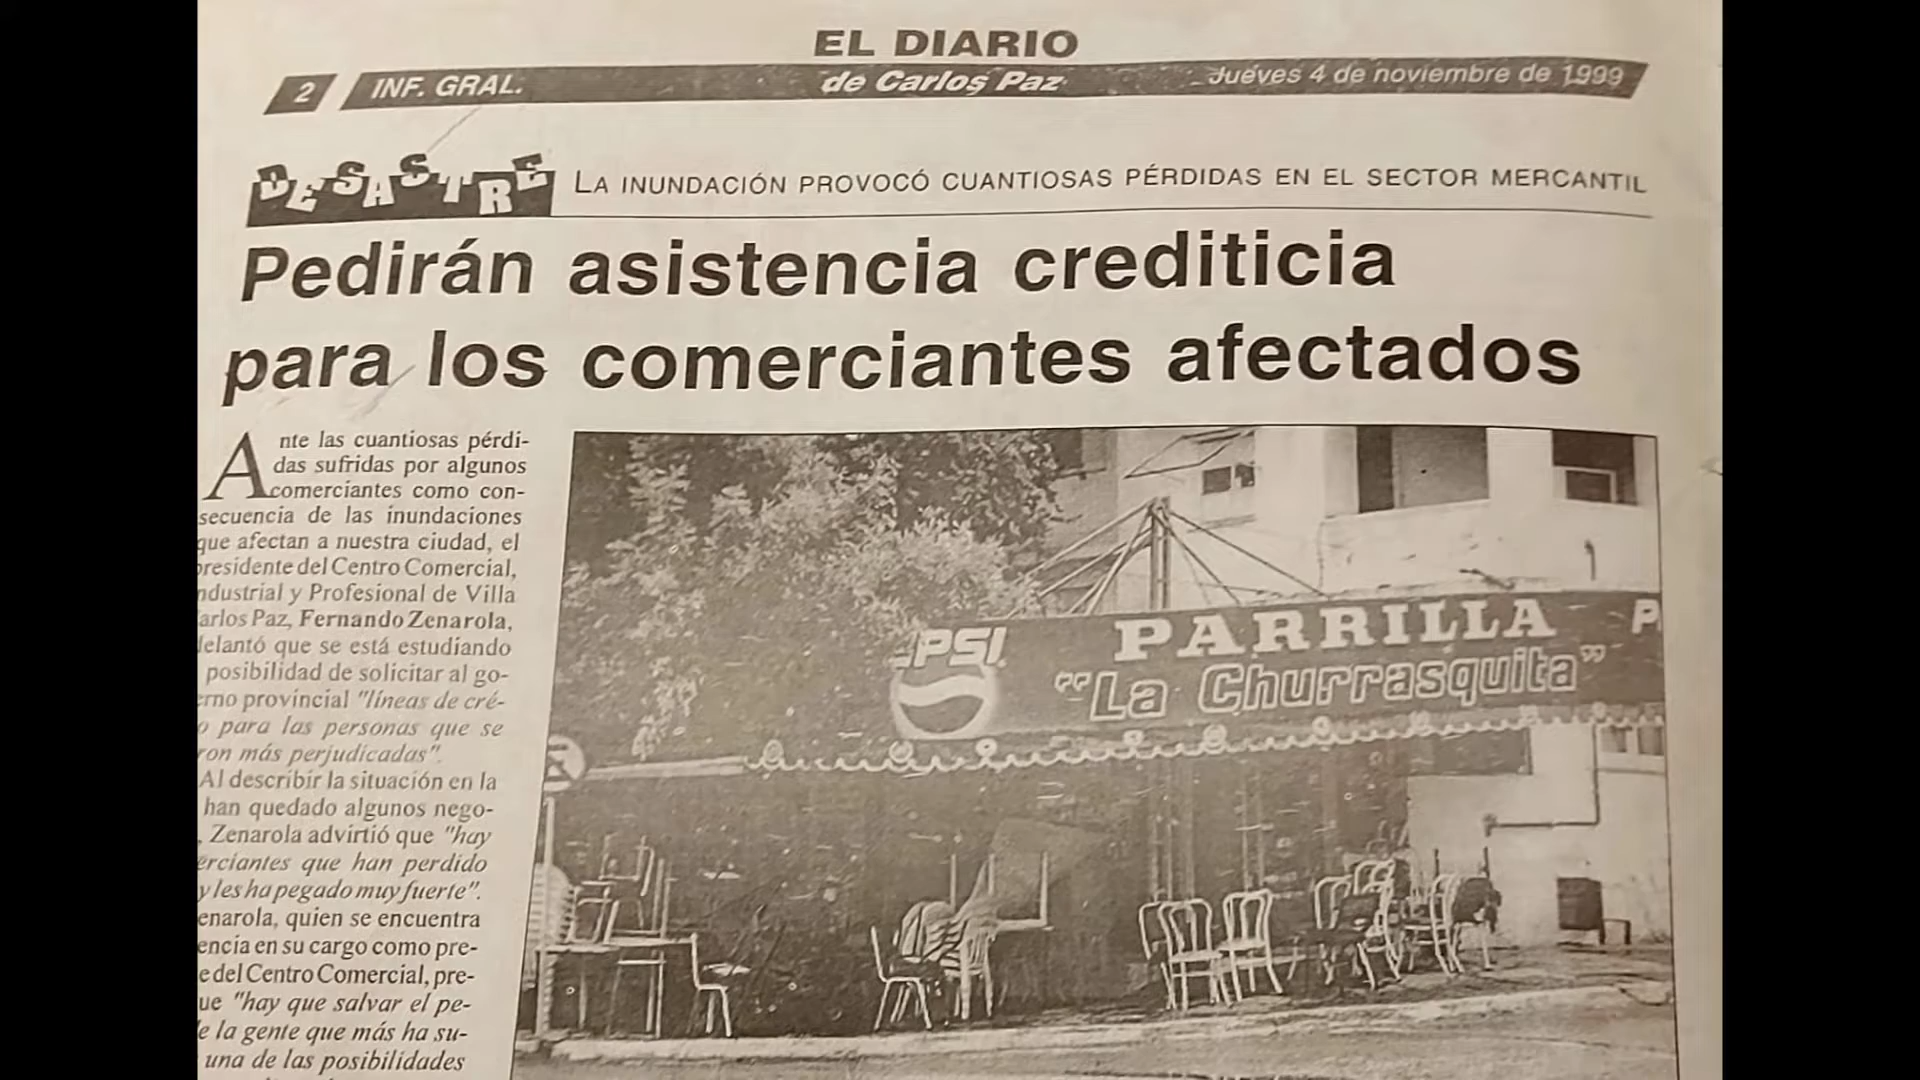 EL DIARIO
2 INF. GRAL. de Carlos Paz Jueves 4 de noviembre de 1999
DESASTRE LA INUNDACIÓN PROVOCÓ CUANTIOSAS PÉRDIDAS EN EL SECTOR MERCANTIL
Pedirán asistencia crediticia
para los comerciantes afectados
Ante las cuantiosas pérdi-
das sufridas por algunos
comerciantes como con-
secuencia de las inundaciones
que afectan a nuestra ciudad, el
presidente del Centro Comercial,
ndustrial y Profesional de Villa
arlos Paz, Fernando Zenarola,
delantó que se está estudiando
posibilidad de solicitar al go-
erno provincial "líneas de cré-
o para las personas que se
ron más perjudicadas".
Al describir la situación en la
han quedado algunos nego-
, Zenarola advirtió que "hay
erciantes que han perdido
y les ha pegado muy fuerte".
enarola, quien se encuentra
encia en su cargo como pre-
e del Centro Comercial, pre-
ue "hay que salvar el pe-
e la gente que más ha su-
una de las posibilidades
EPSI
PARRILLA P
"La Churrasquita"